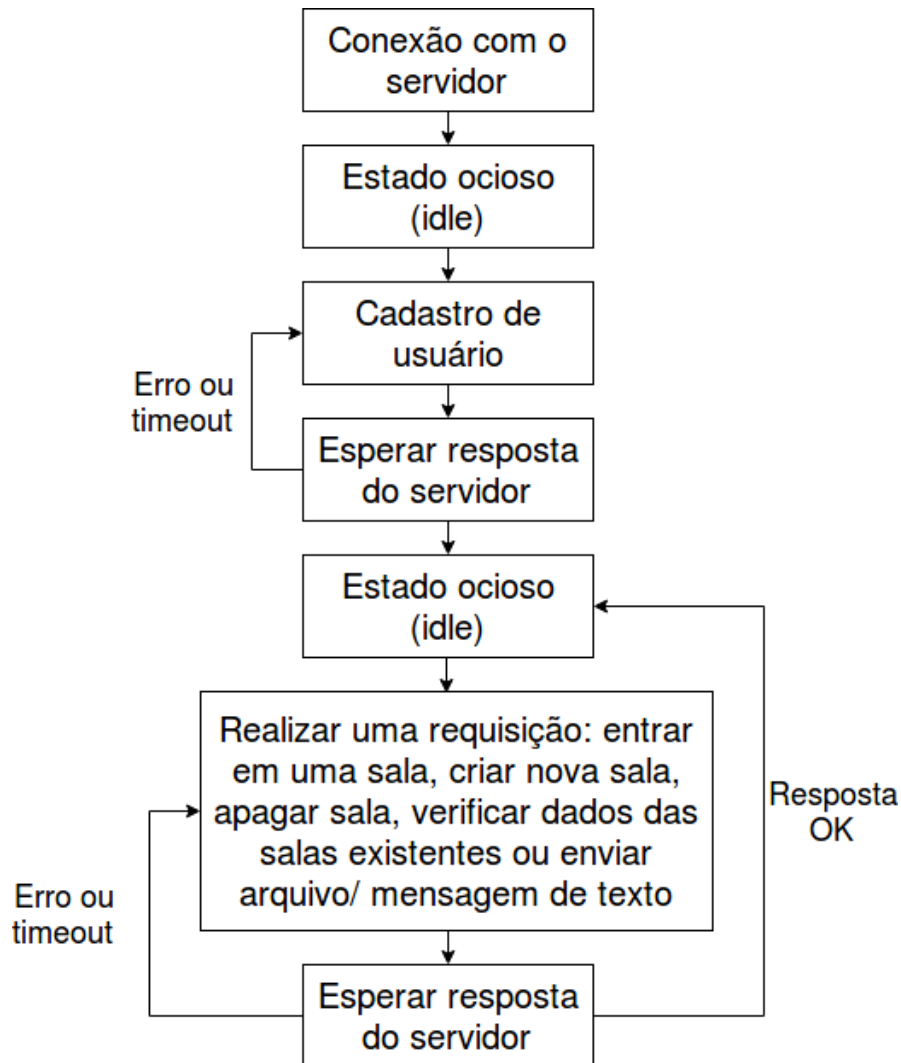 Conexão com o
servidor
Estado ocioso
(idle)
Cadastro de
usuário
Erro ou
timeout
Esperar resposta
do servidor
Estado ocioso
(idle)
Realizar uma requisição: entrar
em uma sala, criar nova sala,
apagar sala, verificar dados das
salas existentes ou enviar
arquivo/ mensagem de texto
Resposta
OK
Erro ou
timeout
Esperar resposta
do servidor